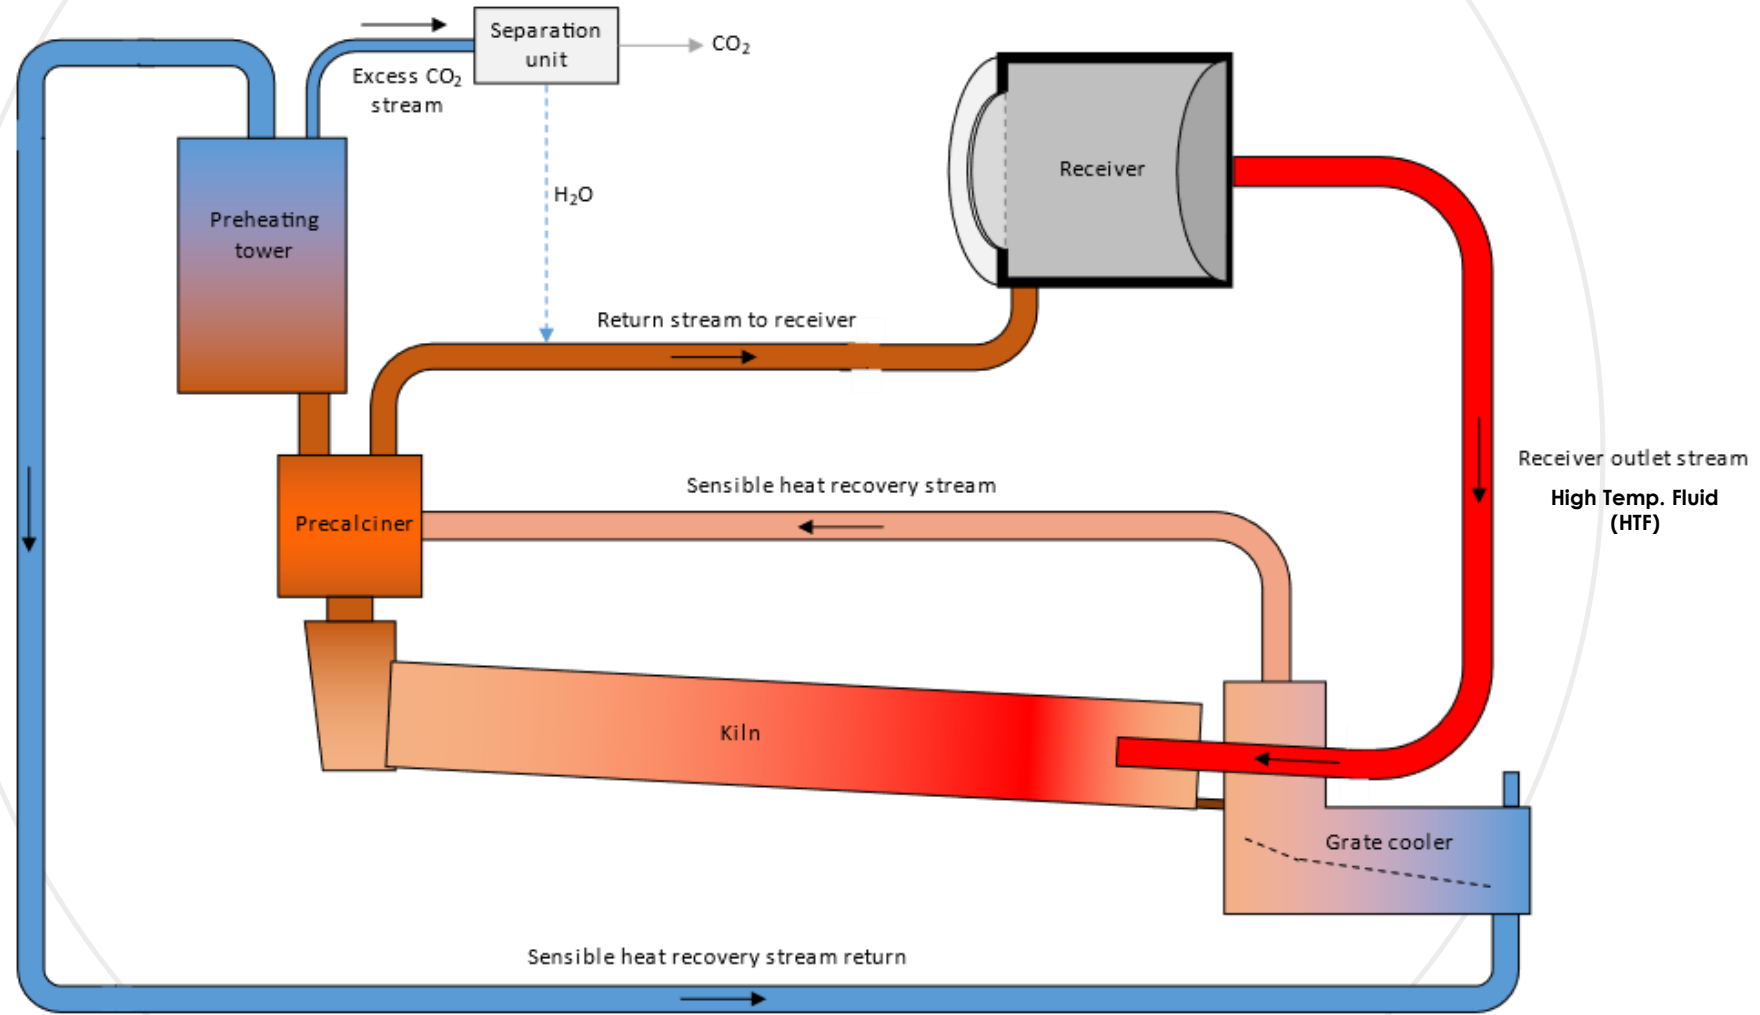 Separation
unit
CO₂
Excess CO₂
stream
H₂O
Preheating
tower
Receiver
Return stream to receiver
Receiver outlet stream
High Temp. Fluid
(HTF)
Sensible heat recovery stream
Precalciner
Kiln
Grate cooler
Sensible heat recovery stream return